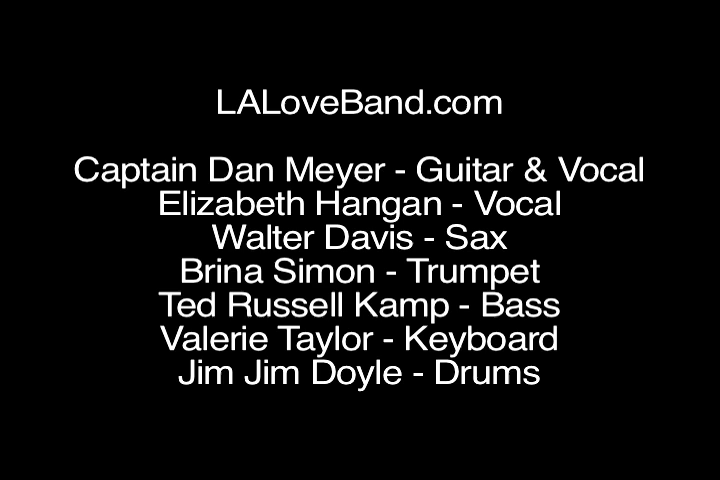 LALoveBand.com
Captain Dan Meyer - Guitar & Vocal
Elizabeth Hangan - Vocal
Walter Davis - Sax
Brina Simon - Trumpet
Ted Russell Kamp - Bass
Valerie Taylor - Keyboard
Jim Jim Doyle - Drums